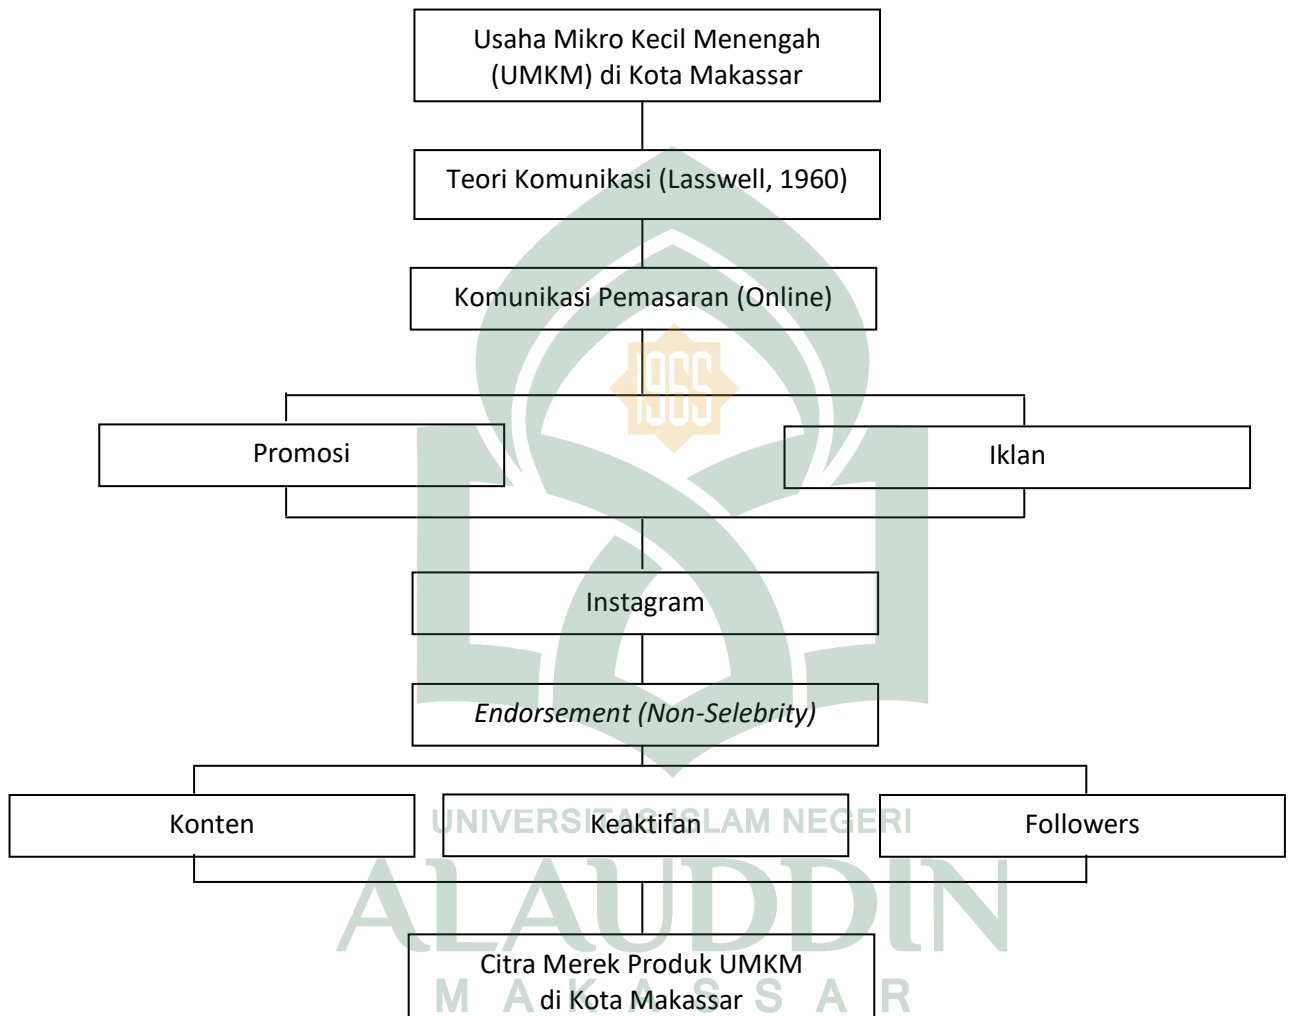 Usaha Mikro Kecil Menengah
(UMKM) di Kota Makassar
Teori Komunikasi (Lasswell, 1960)
Komunikasi Pemasaran (Online)
1965
Promosi
Iklan
Instagram
Endorsement (Non-Selebrity)
Konten
Keaktifan
Followers
UNIVERSITAS ISLAM NEGERI
ALAUDDIN
Citra Merek Produk UMKM
di Kota Makassar
MAKASSAR